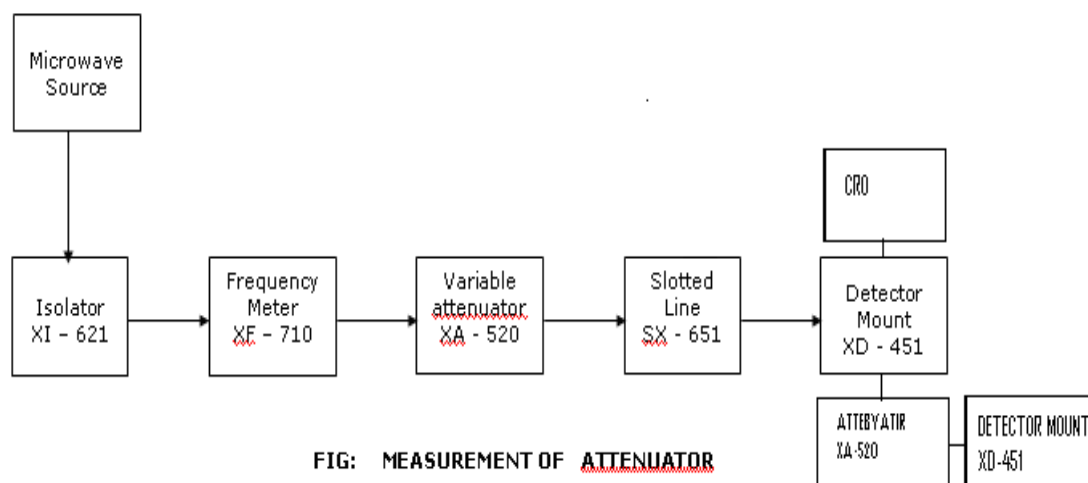 Microwave
Source
CRO
Isolator
XI – 621
Frequency
Meter
XF – 710
Variable
attenuator
XA - 520
Slotted
Line
SX - 651
Detector
Mount
XD - 451
ATTEBYATIR
XA-520
DETECTOR MOUNT
XD-451
FIG: MEASUREMENT OF ATTENUATOR